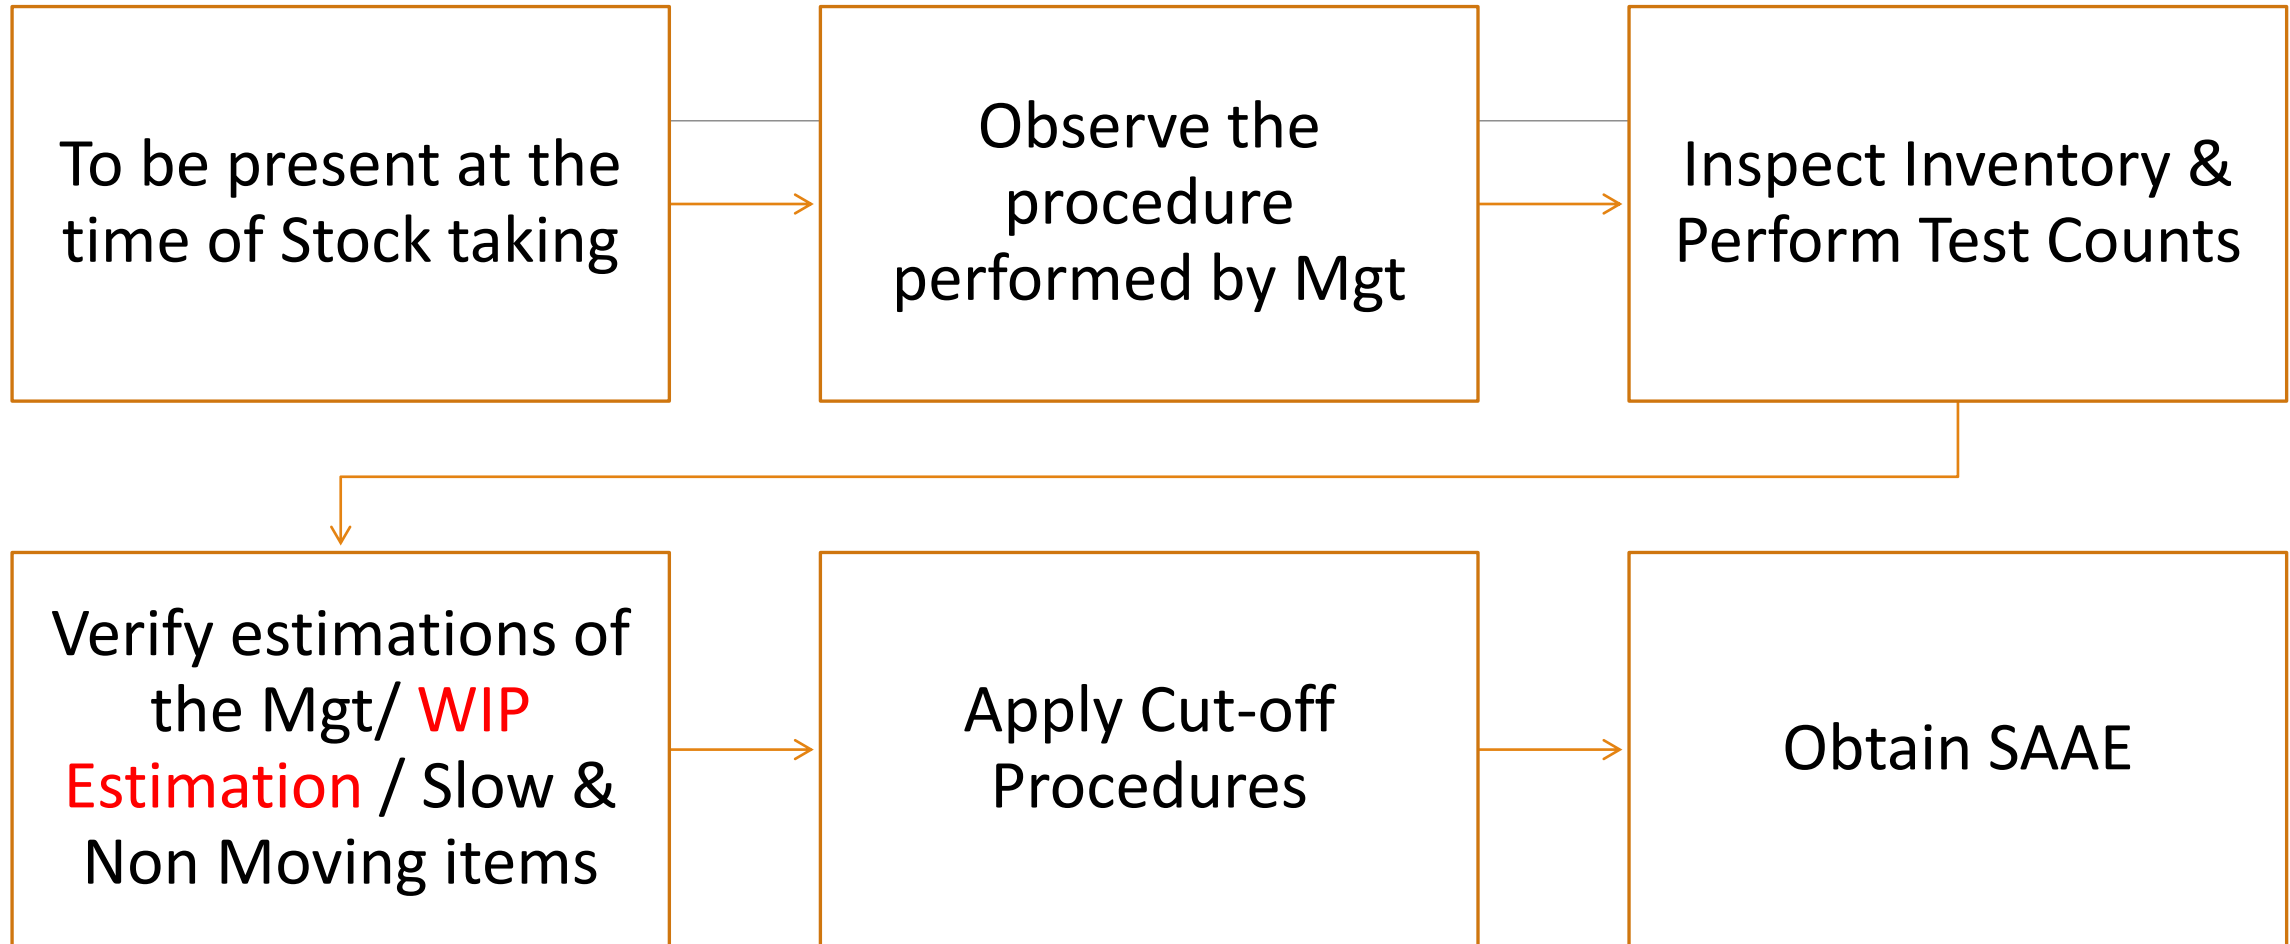 To be present at the
time of Stock taking
Observe the
procedure
performed by Mgt
Inspect Inventory &
Perform Test Counts
Verify estimations of
the Mgt/ WIP
Estimation / Slow &
Non Moving items
Apply Cut-off
Procedures
Obtain SAAE